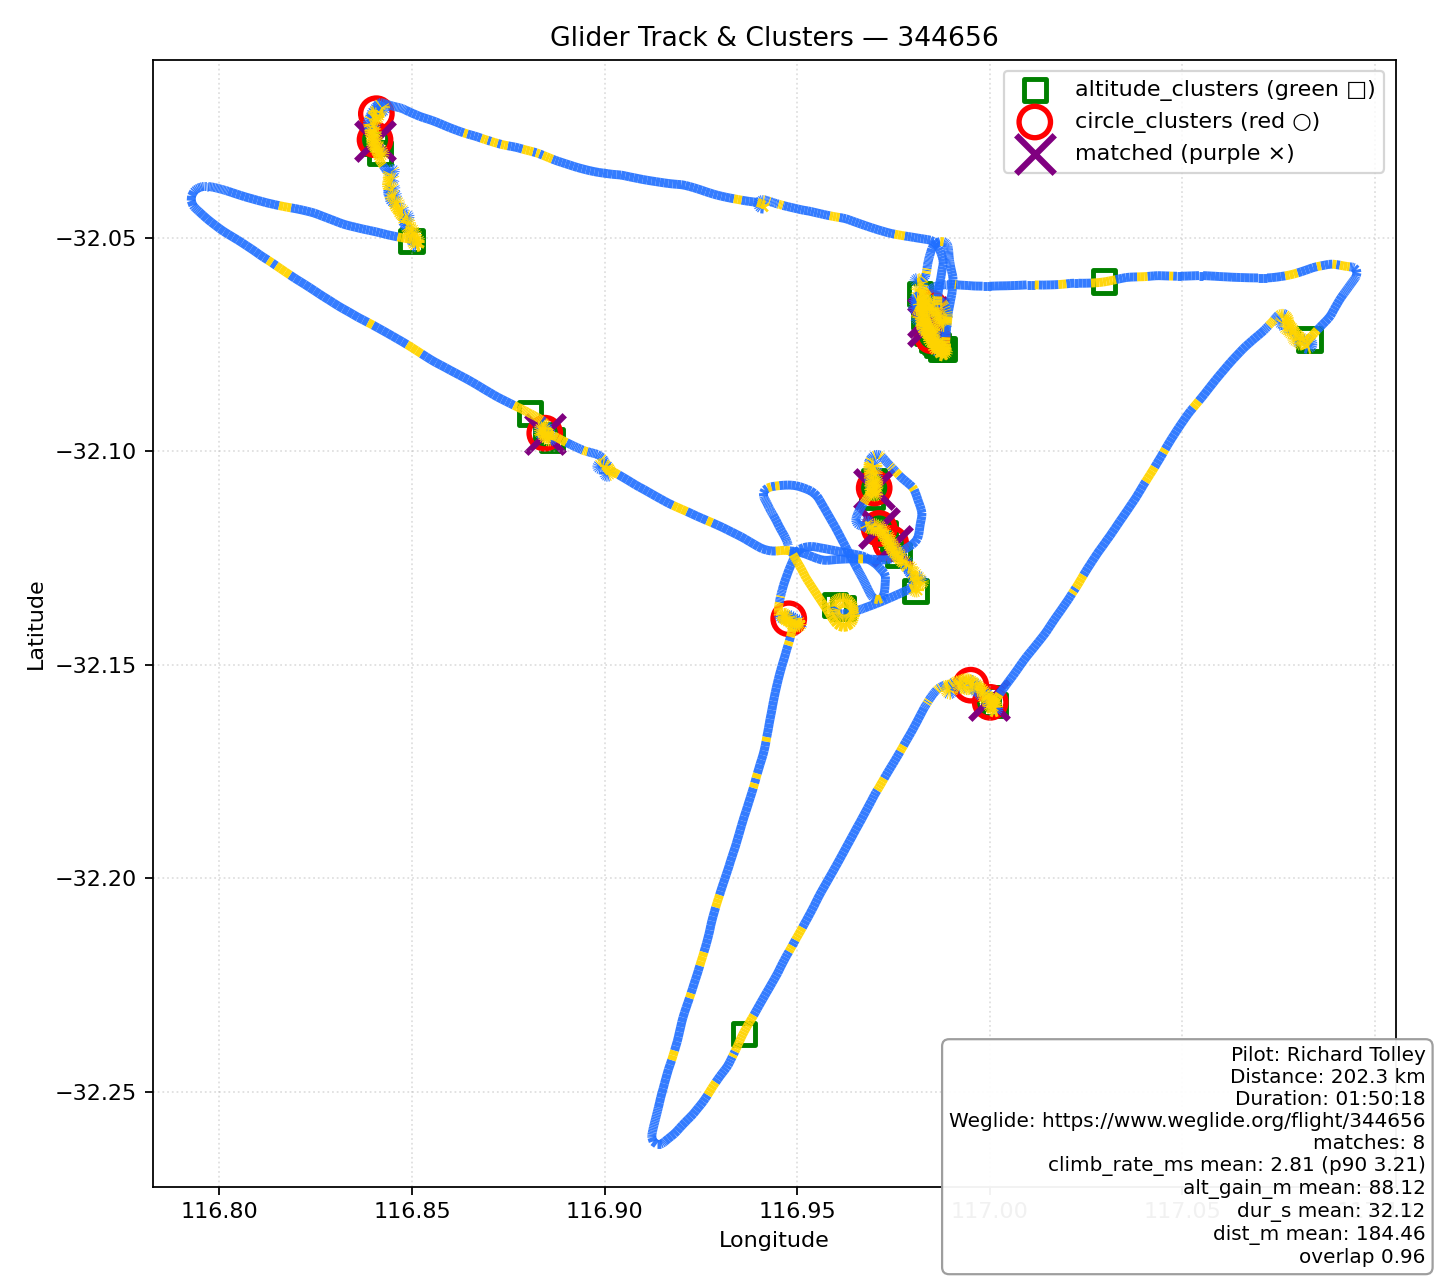 Glider Track & Clusters — 344656
altitude_clusters (green □)
circle_clusters (red ○)
matched (purple ×)
−32.05
−32.10
−32.15
−32.20
−32.25
Latitude
116.80
116.85
116.90
116.95
117.00
117.05
Longitude
Pilot: Richard Tolley
Distance: 202.3 km
Duration: 01:50:18
Weglide: https://www.weglide.org/flight/344656
matches: 8
climb_rate_ms mean: 2.81 (p90 3.21)
alt_gain_m mean: 88.12
dur_s mean: 32.12
dist_m mean: 184.46
overlap 0.96